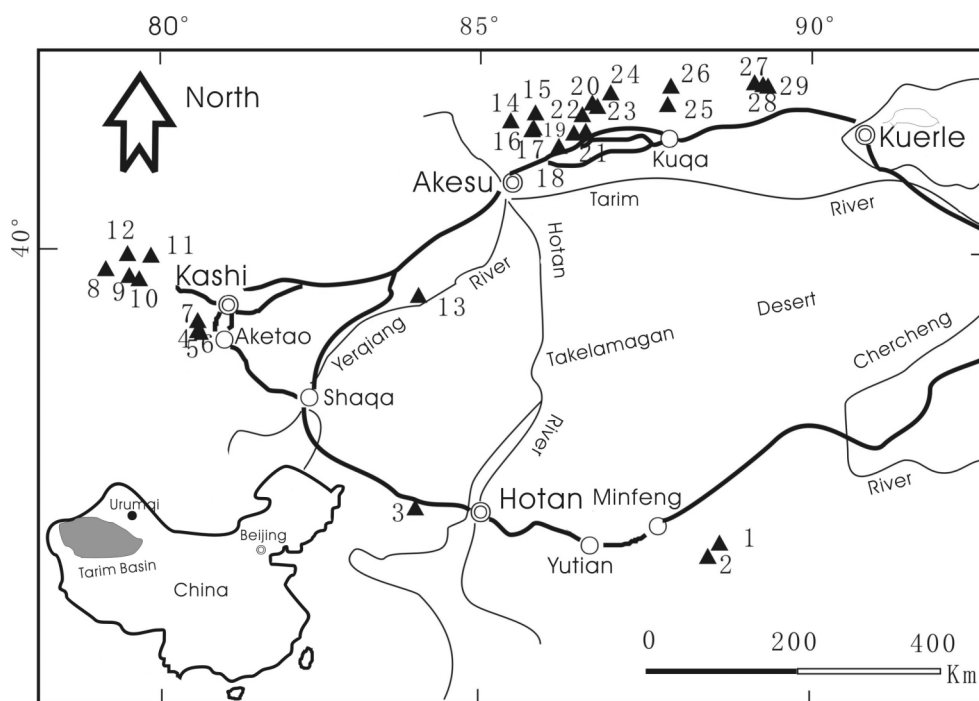 80°
85°
90°
North
24
26
27
29
28
20
15
14
22
23
25
16
19
17
21
18
Kuqa
Kuerle
Akesu
Tarim
River
40°
12
11
8
9
10
Kashi
Hotan
River
13
7
4
5
6
Aketao
Yerqiang
Takelamagan
Desert
Chercheng
Shaqa
River
River
3
Hotan
Minfeng
Yutian
1
2
Urumqi
Beijing
Tarim Basin
China
0
200
400
Km